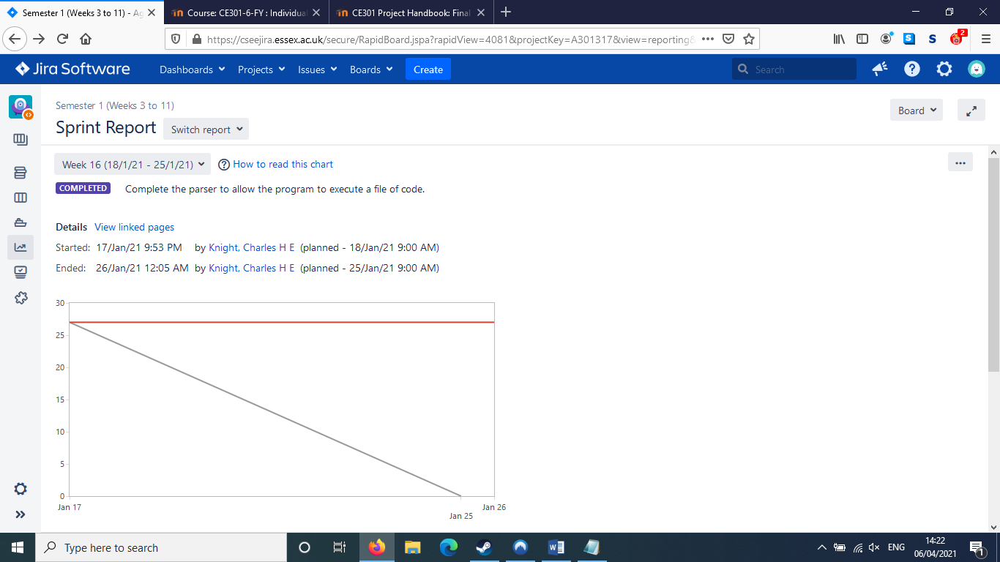 Semester 1 (Weeks 3 to 11) - Ag
Course: CE301-6-FY : Individual
CE301 Project Handbook: Final
https://cseejira.essex.ac.uk/secure/RapidBoard.jspa?rapidView=4081&projectKey=A301317&view=reporting&
S
S
2
Jira Software
Dashboards
Projects
Issues
Boards
Create
Search
Semester 1 (Weeks 3 to 11)
Board
Sprint Report
Switch report
Week 16 (18/1/21 - 25/1/21)
How to read this chart
COMPLETED
Complete the parser to allow the program to execute a file of code.
Details View linked pages
Started: 17/Jan/21 9:53 PM by Knight, Charles H E (planned - 18/Jan/21 9:00 AM)
Ended: 26/Jan/21 12:05 AM by Knight, Charles H E (planned - 25/Jan/21 9:00 AM)
30
25
20
15
10
5
0
Jan 17
Jan 25
Jan 26
Type here to search
ENG
14:22
06/04/2021
1